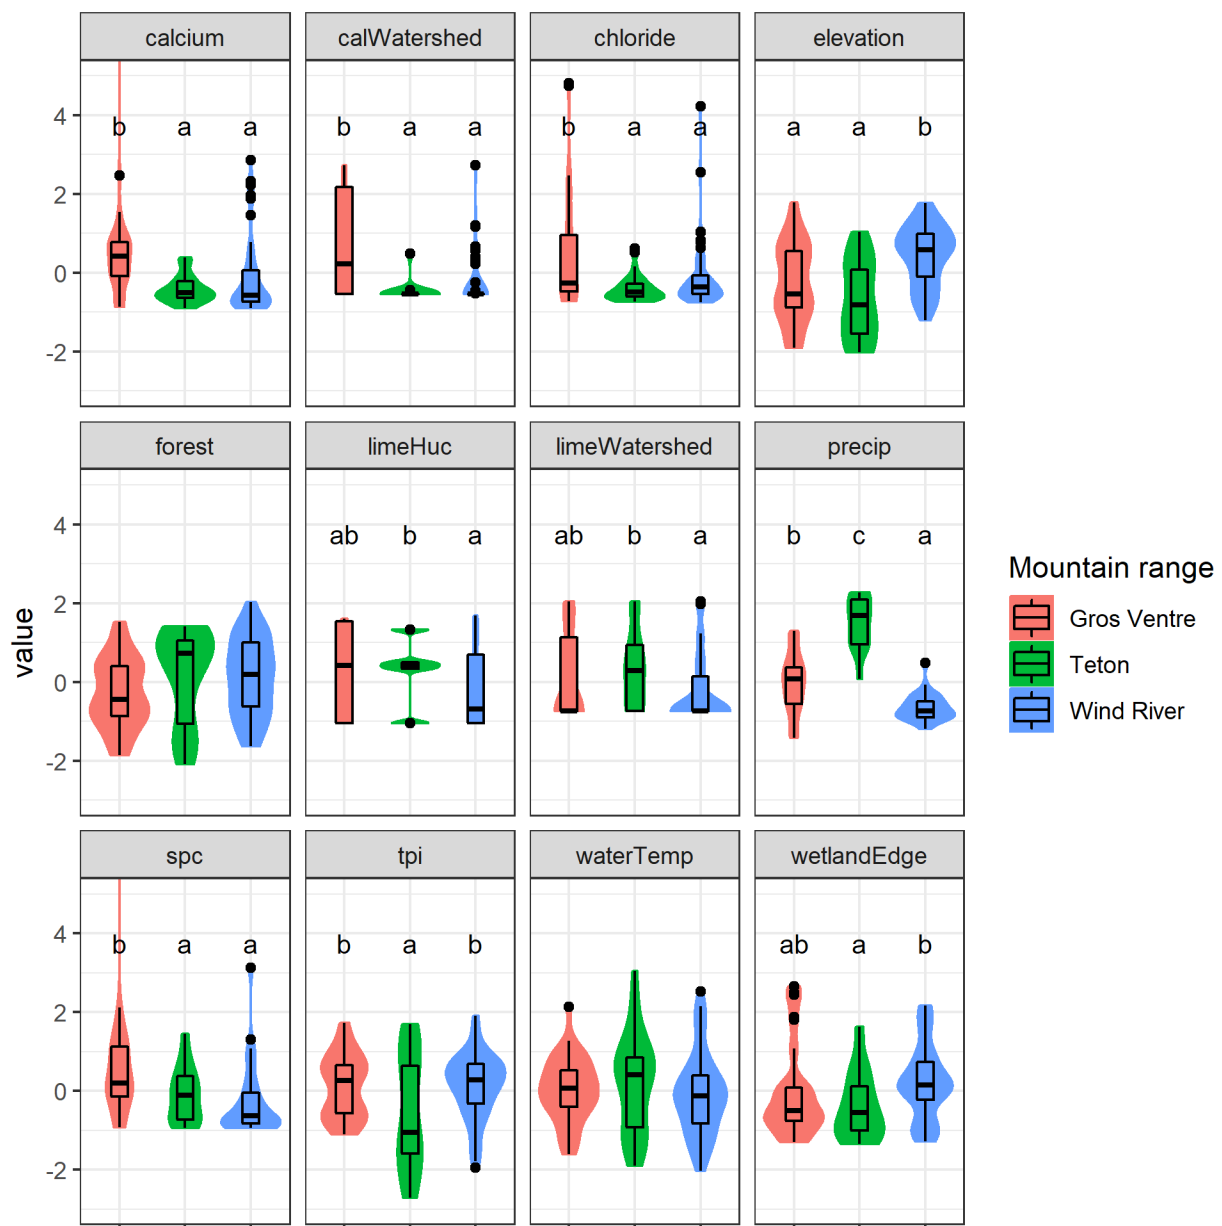 calcium calWatershed chloride elevation
4
2
0
-2
b a a b a a b a a a a b
forest limeHuc limeWatershed precip
4
2
0
-2
ab b a ab b a b c a
value
Mountain range
Gros Ventre
Teton
Wind River
spc tpi waterTemp wetlandEdge
4
2
0
-2
b a a b a b ab a b